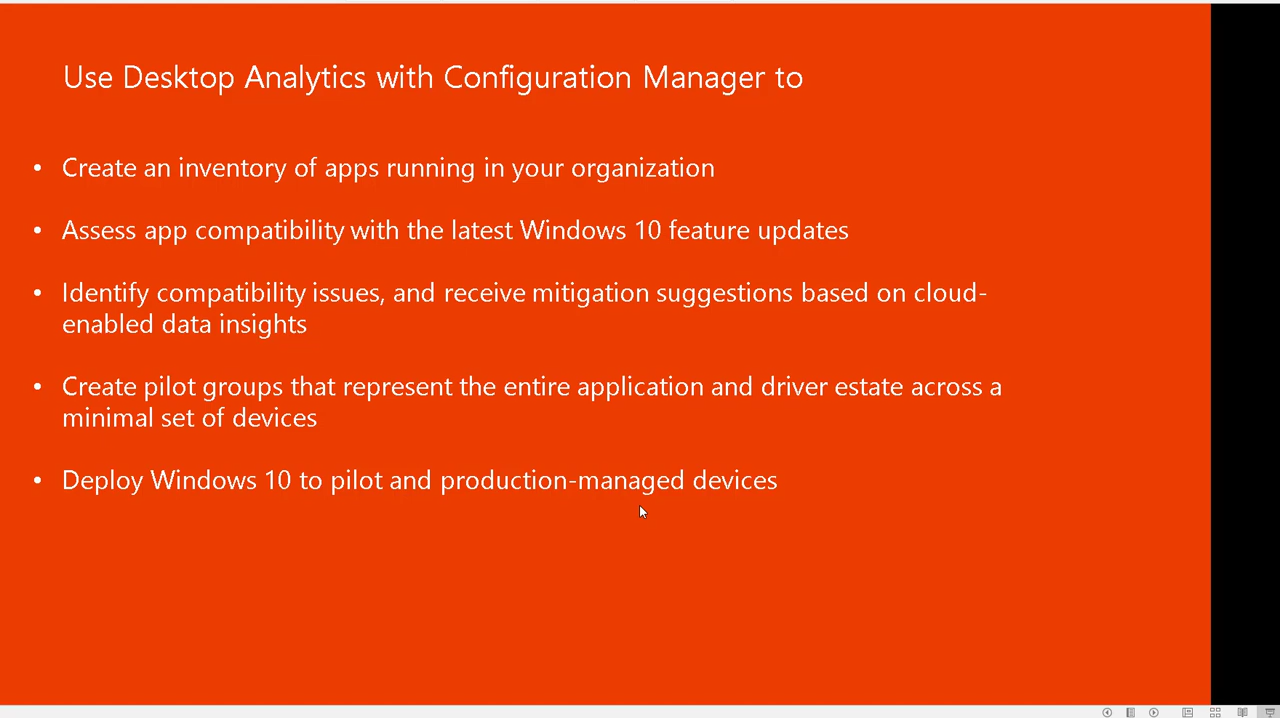 Use Desktop Analytics with Configuration Manager to
• Create an inventory of apps running in your organization
• Assess app compatibility with the latest Windows 10 feature updates
• Identify compatibility issues, and receive mitigation suggestions based on cloud-
enabled data insights
• Create pilot groups that represent the entire application and driver estate across a
minimal set of devices
• Deploy Windows 10 to pilot and production-managed devices